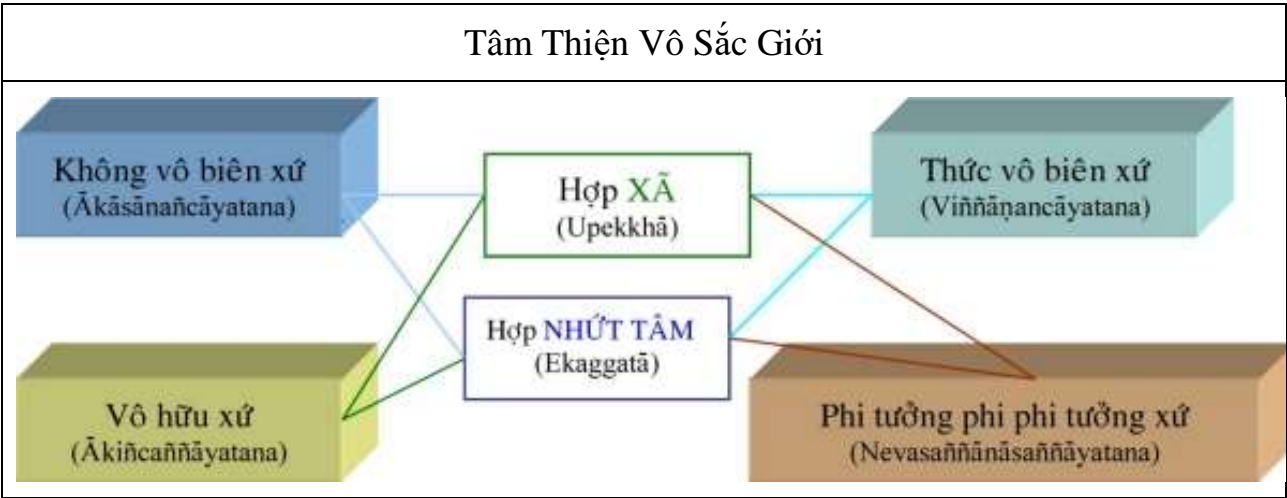 Tâm Thiện Vô Sắc Giới
Không vô biên xứ
(Ākāsānañcāyatana)
Hợp XÃ
(Upekkhā)
Thức vô biên xứ
(Viññāṇancāyatana)
Hợp NHỨT TÂM
(Ekaggatā)
Vô hữu xứ
(Ākiñcaññāyatana)
Phi tưởng phi phi tưởng xứ
(Nevasaññānāsaññāyatana)